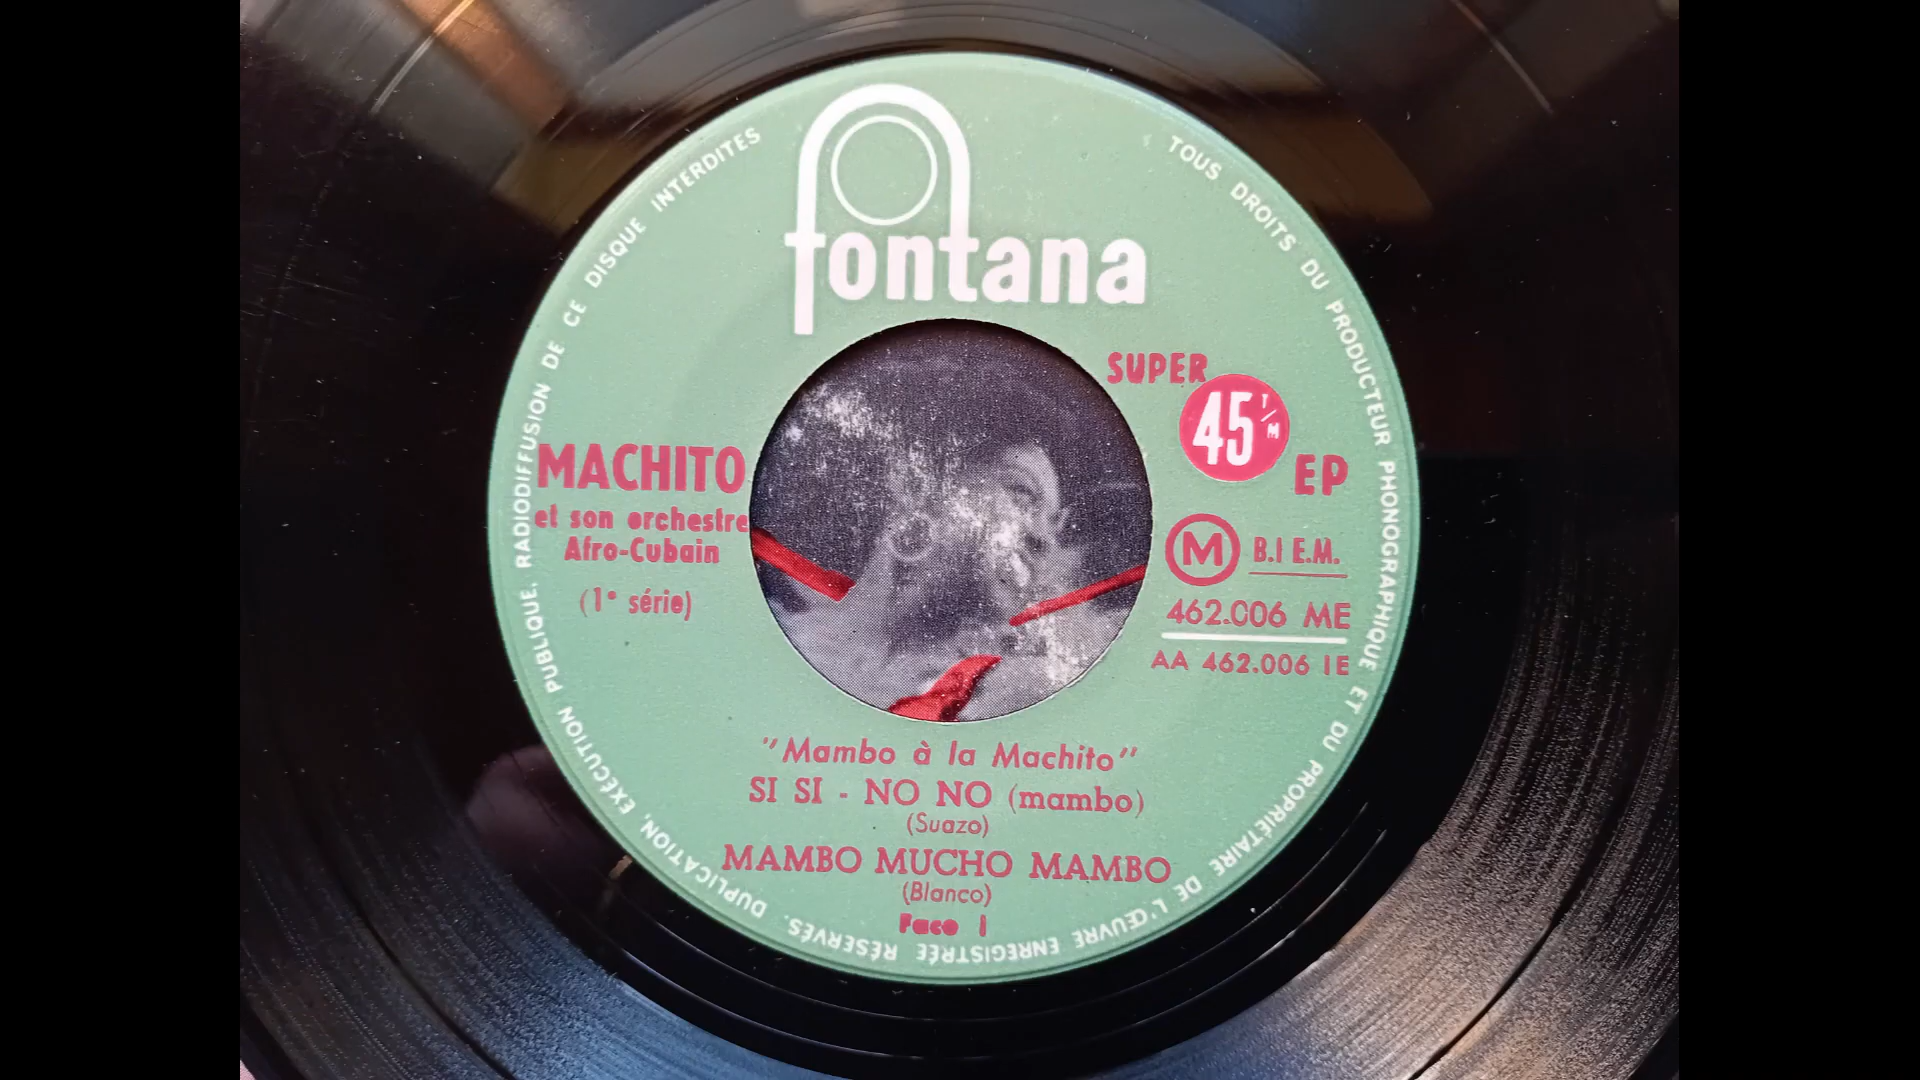 fontana
SUPER
45 T/M
EP
MACHITO
et son orchestre
Afro-Cubain
(1e série)
M B.I E.M.
462.006 ME
AA 462.006 1E
"Mambo à la Machito"
SI SI - NO NO (mambo)
(Suazo)
MAMBO MUCHO MAMBO
(Blanco)
Face 1
TOUS DROITS DU PRODUCTEUR PHONOGRAPHIQUE ET DU PROPRIÉTAIRE DE L'ŒUVRE ENREGISTRÉE RÉSERVÉS. DUPLICATION, EXÉCUTION PUBLIQUE, RADIODIFFUSION DE CE DISQUE INTERDITES